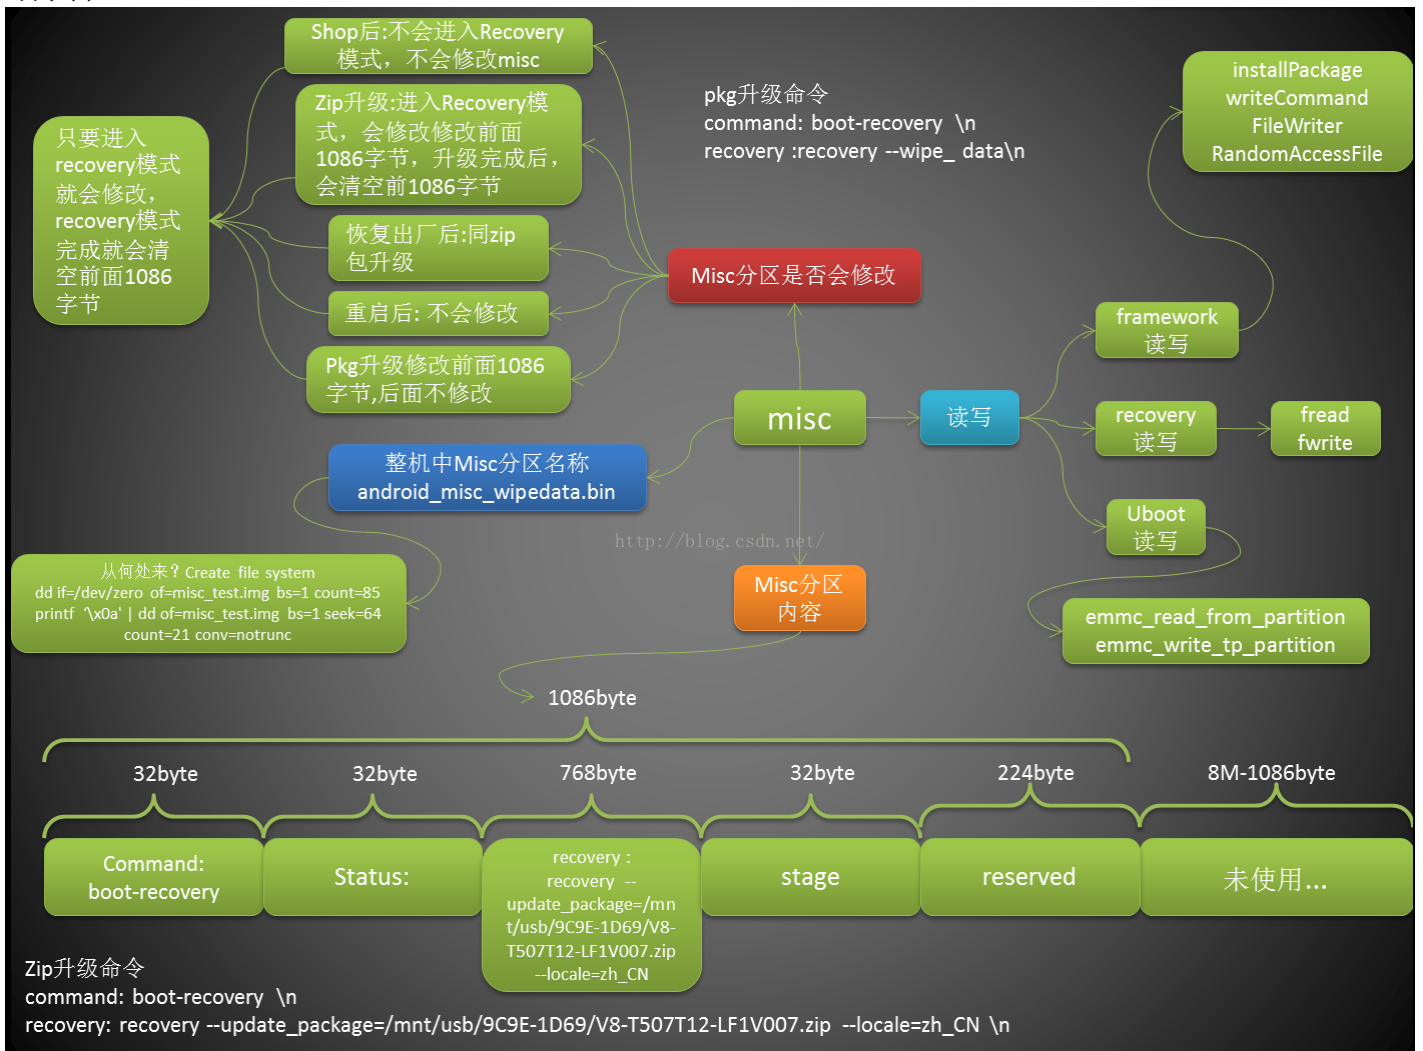 Shop后:不会进入Recovery
模式，不会修改misc
Zip升级:进入Recovery模
式，会修改修改前面
1086字节，升级完成后，
会清空前1086字节
只要进入
recovery模式
就会修改，
recovery模式
完成就会清
空前面1086
字节
恢复出厂后:同zip
包升级
重启后: 不会修改
Pkg升级修改前面1086
字节,后面不修改
pkg升级命令
command: boot-recovery \n
recovery :recovery --wipe_ data\n
installPackage
writeCommand
FileWriter
RandomAccessFile
Misc分区是否会修改
framework
读写
misc
读写
recovery
读写
fread
fwrite
整机中Misc分区名称
android_misc_wipedata.bin
Uboot
读写
http://blog.csdn.net/
从何处来？Create file system
dd if=/dev/zero of=misc_test.img bs=1 count=85
printf '\x0a' | dd of=misc_test.img bs=1 seek=64
count=21 conv=notrunc
Misc分区
内容
emmc_read_from_partition
emmc_write_tp_partition
1086byte
32byte
32byte
768byte
32byte
224byte
8M-1086byte
Command:
boot-recovery
Status:
recovery :
recovery --
update_package=/mn
t/usb/9C9E-1D69/V8-
T507T12-LF1V007.zip
--locale=zh_CN
stage
reserved
未使用...
Zip升级命令
command: boot-recovery \n
recovery: recovery --update_package=/mnt/usb/9C9E-1D69/V8-T507T12-LF1V007.zip --locale=zh_CN \n